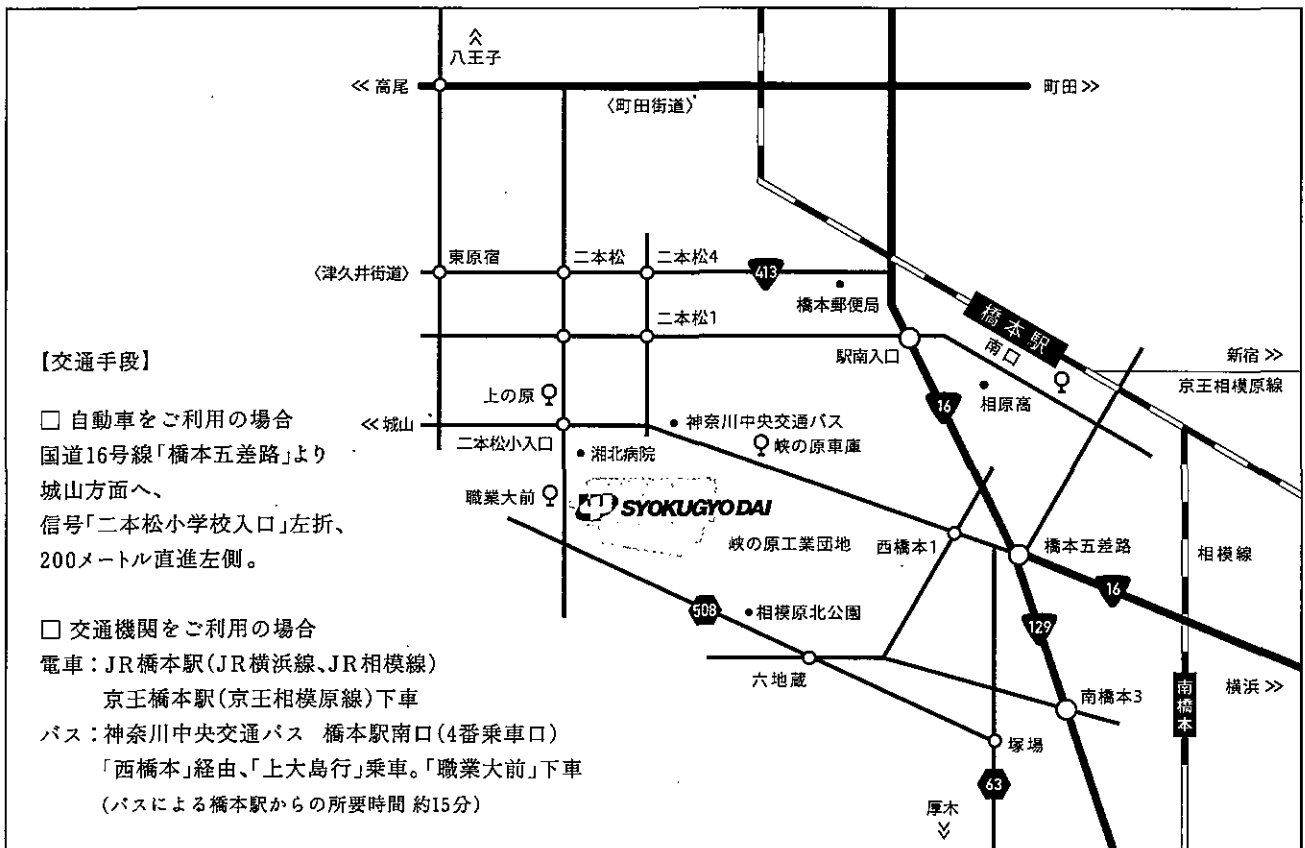 八王子
<< 高尾
町田 >>
〈町田街道〉
〈津久井街道〉
東原宿
二本松
二本松4
413
橋本郵便局
二本松1
橋本駅
南口
駅南入口
新宿 >>
京王相模原線
【交通手段】
上の原
16
相原高
□ 自動車をご利用の場合
<< 城山
神奈川中央交通バス
国道16号線「橋本五差路」より
二本松小入口
湘北病院
峡の原車庫
城山方面へ、
職業大前
SYOKUGYO DAI
信号「二本松小学校入口」左折、
峡の原工業団地
西橋本1
橋本五差路
相模線
200メートル直進左側。
16
508
相模原北公園
129
□ 交通機関をご利用の場合
電車：JR橋本駅(JR横浜線、JR相模線)
六地蔵
南橋本
横浜 >>
京王橋本駅(京王相模原線)下車
南橋本3
バス：神奈川中央交通バス 橋本駅南口(4番乗車口)
塚場
「西橋本」経由、「上大島行」乗車。「職業大前」下車
63
(バスによる橋本駅からの所要時間 約15分)
厚木